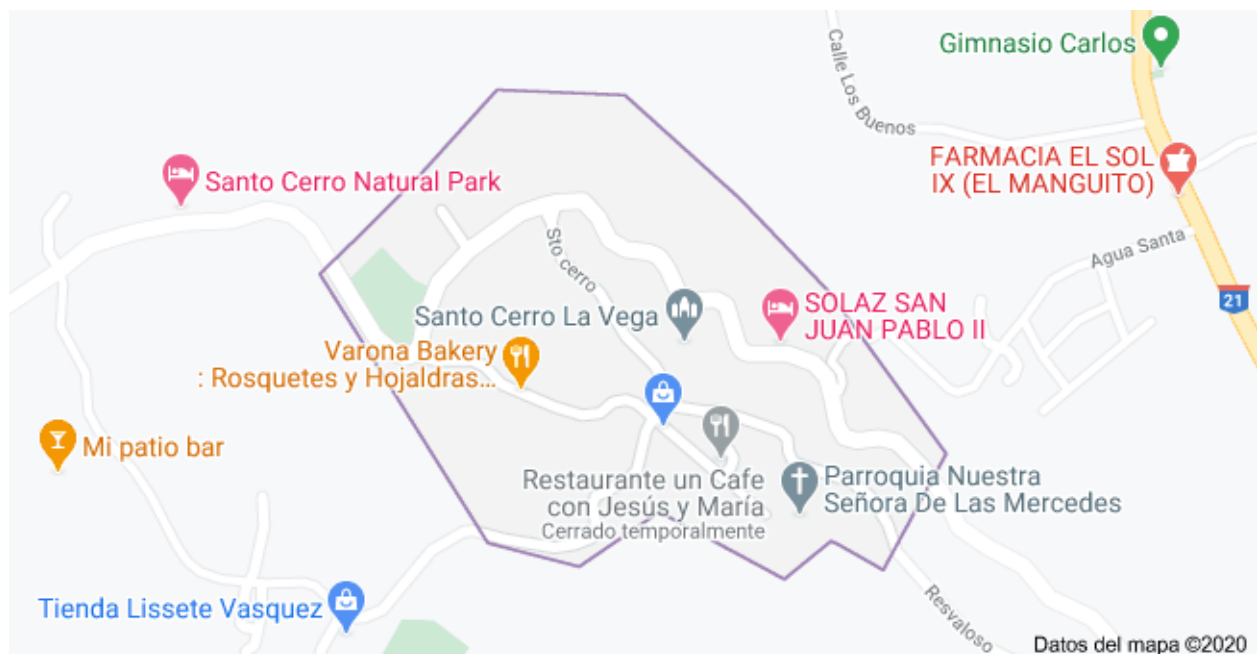 Gimnasio Carlos
Calle Los Buenos
FARMACIA EL SOL
IX (EL MANGUITO)
Santo Cerro Natural Park
Sto cerro
Agua Santa
21
Santo Cerro La Vega
SOLAZ SAN
JUAN PABLO II
Varona Bakery
: Rosquetes y Hojaldras...
Mi patio bar
Restaurante un Cafe
con Jesús y María
Cerrado temporalmente
Parroquia Nuestra
Señora De Las Mercedes
Tienda Lissete Vasquez
Resvaloso
Datos del mapa ©2020